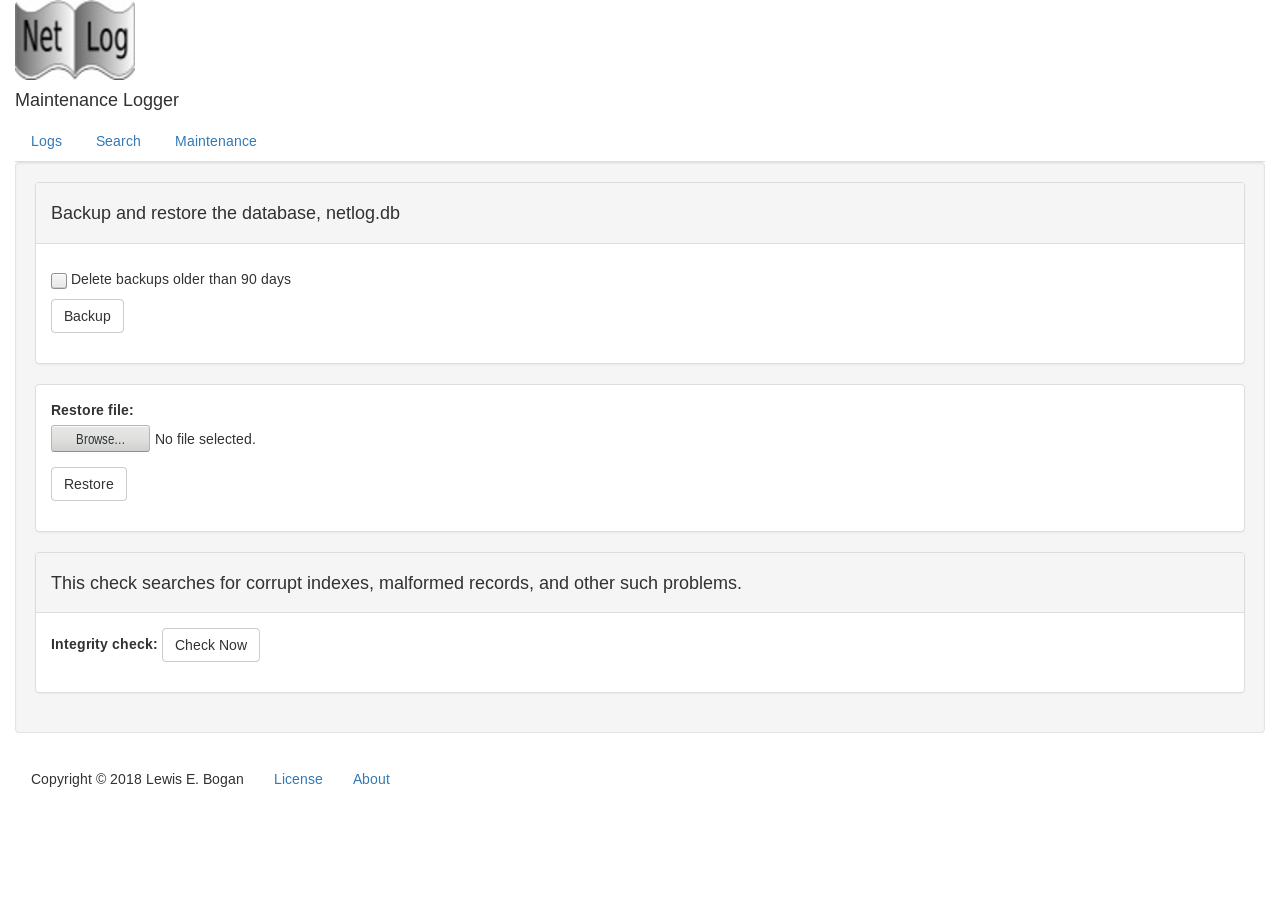 Net Log
Maintenance Logger
Logs Search Maintenance
Backup and restore the database, netlog.db
Delete backups older than 90 days
Backup
Restore file:
Browse... No file selected.
Restore
This check searches for corrupt indexes, malformed records, and other such problems.
Integrity check: Check Now
Copyright © 2018 Lewis E. Bogan License About